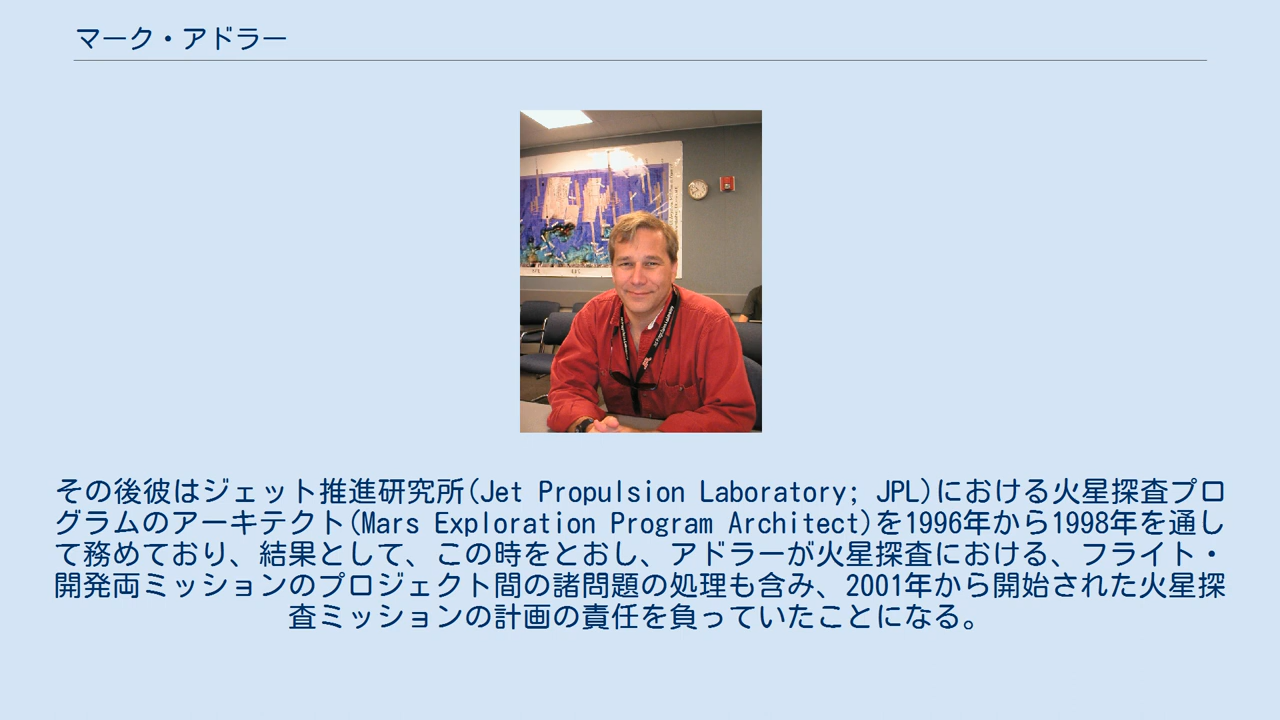 マーク・アドラー
その後彼はジェット推進研究所(Jet Propulsion Laboratory; JPL)における火星探査プロ
グラムのアーキテクト(Mars Exploration Program Architect)を1996年から1998年を通し
て務めており、結果として、この時をとおし、アドラーが火星探査における、フライト・
開発両ミッションのプロジェクト間の諸問題の処理も含み、2001年から開始された火星探
査ミッションの計画の責任を負っていたことになる。